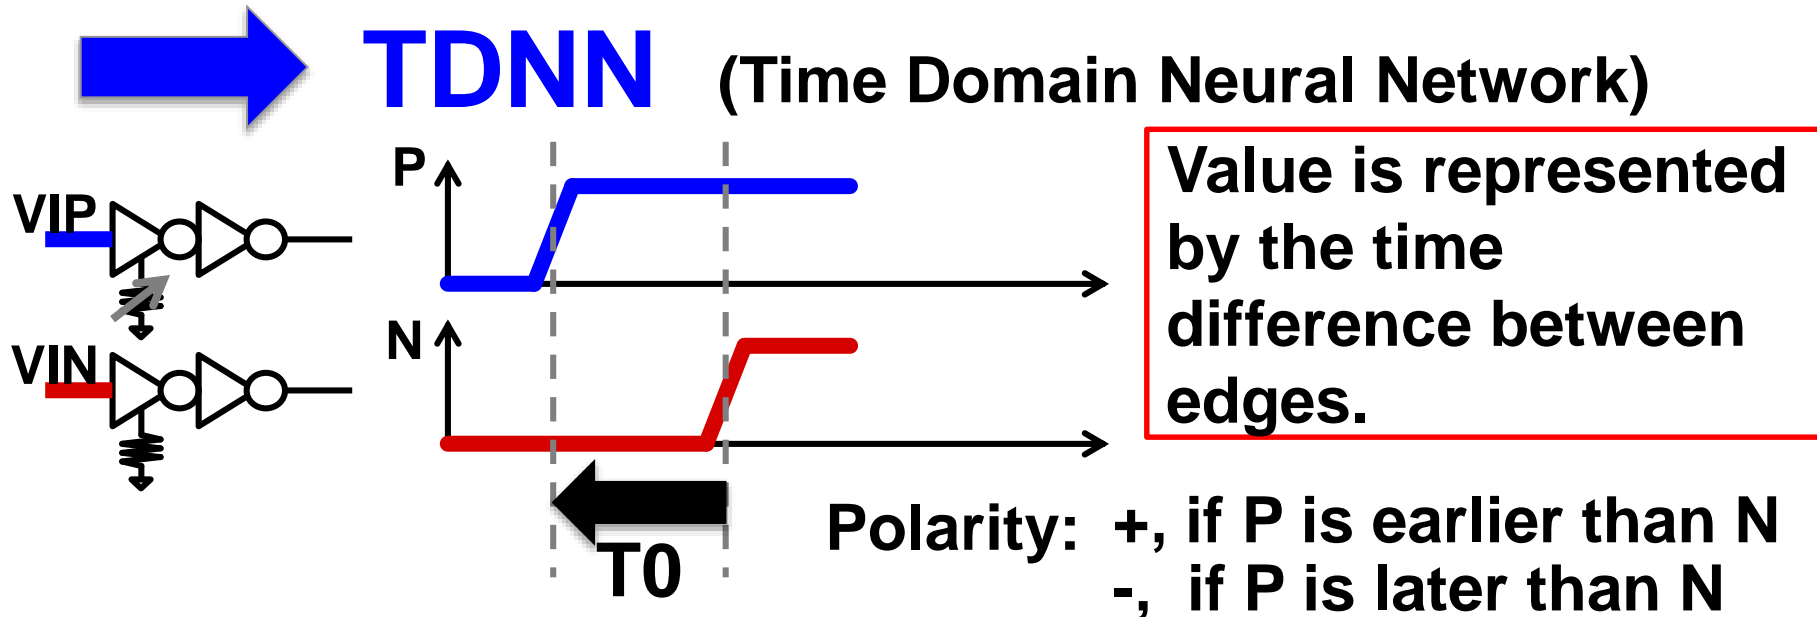 TDNN (Time Domain Neural Network)
P
VIP
N
VIN
T0
Value is represented
by the time
difference between
edges.
Polarity: +, if P is earlier than N
-, if P is later than N